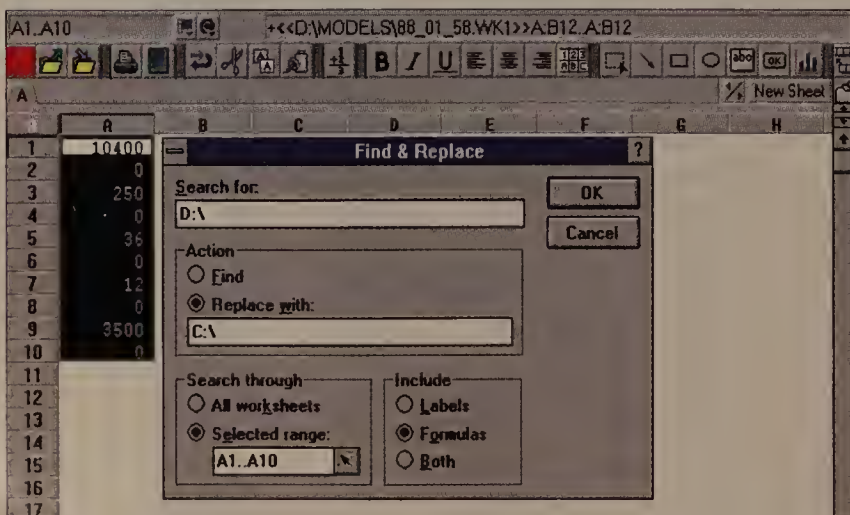 A1..A10 +<<D:\MODELS\88_01_58.WK1>>A:B12..A:B12
B I U abc OK
A New Sheet
A B C D E F G H
1 10400
2 0
3 250
4 0
5 36
6 0
7 12
8 0
9 3500
10 0
11
12
13
14
15
16
17
Find & Replace ?
Search for:
D:\
OK
Cancel
Action
Find
Replace with:
C:\
Search through
All worksheets
Selected range:
A1..A10
Include
Labels
Formulas
Both